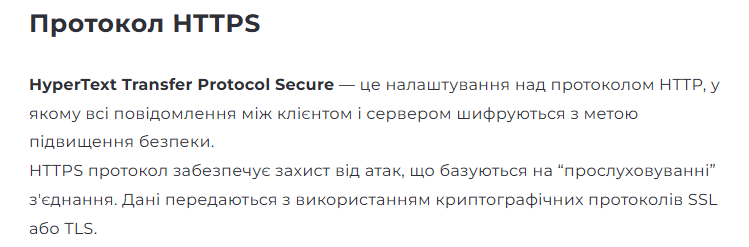 Протокол HTTPS
HyperText Transfer Protocol Secure — це налаштування над протоколом HTTP, у
якому всі повідомлення між клієнтом і сервером шифруються з метою
підвищення безпеки.
HTTPS протокол забезпечує захист від атак, що базуються на “прослуховуванні”
з'єднання. Дані передаються з використанням криптографічних протоколів SSL
або TLS.